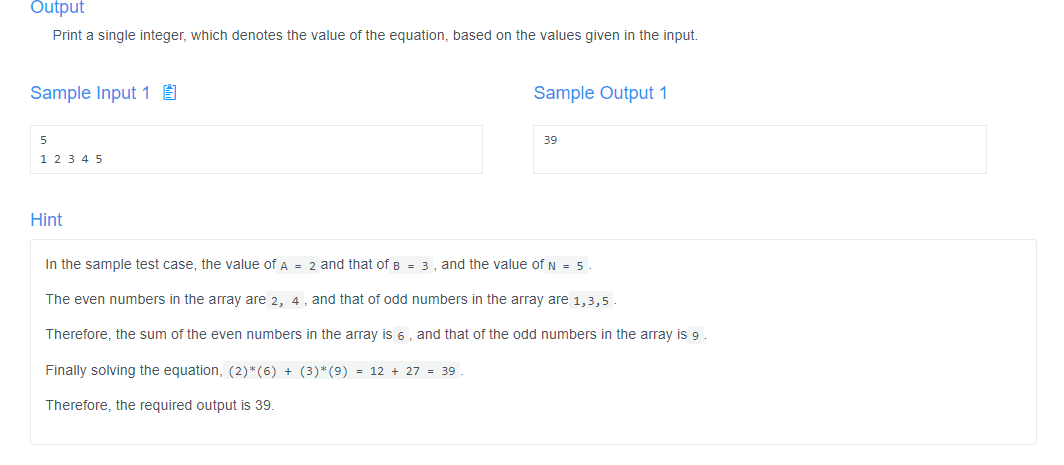 Output
Print a single integer, which denotes the value of the equation, based on the values given in the input.
Sample Input 1
Sample Output 1
5
1 2 3 4 5
39
Hint
In the sample test case, the value of A = 2 and that of B = 3 , and the value of N = 5 .
The even numbers in the array are 2, 4 , and that of odd numbers in the array are 1,3,5 .
Therefore, the sum of the even numbers in the array is 6 , and that of the odd numbers in the array is 9 .
Finally solving the equation, (2)*(6) + (3)*(9) = 12 + 27 = 39 .
Therefore, the required output is 39.